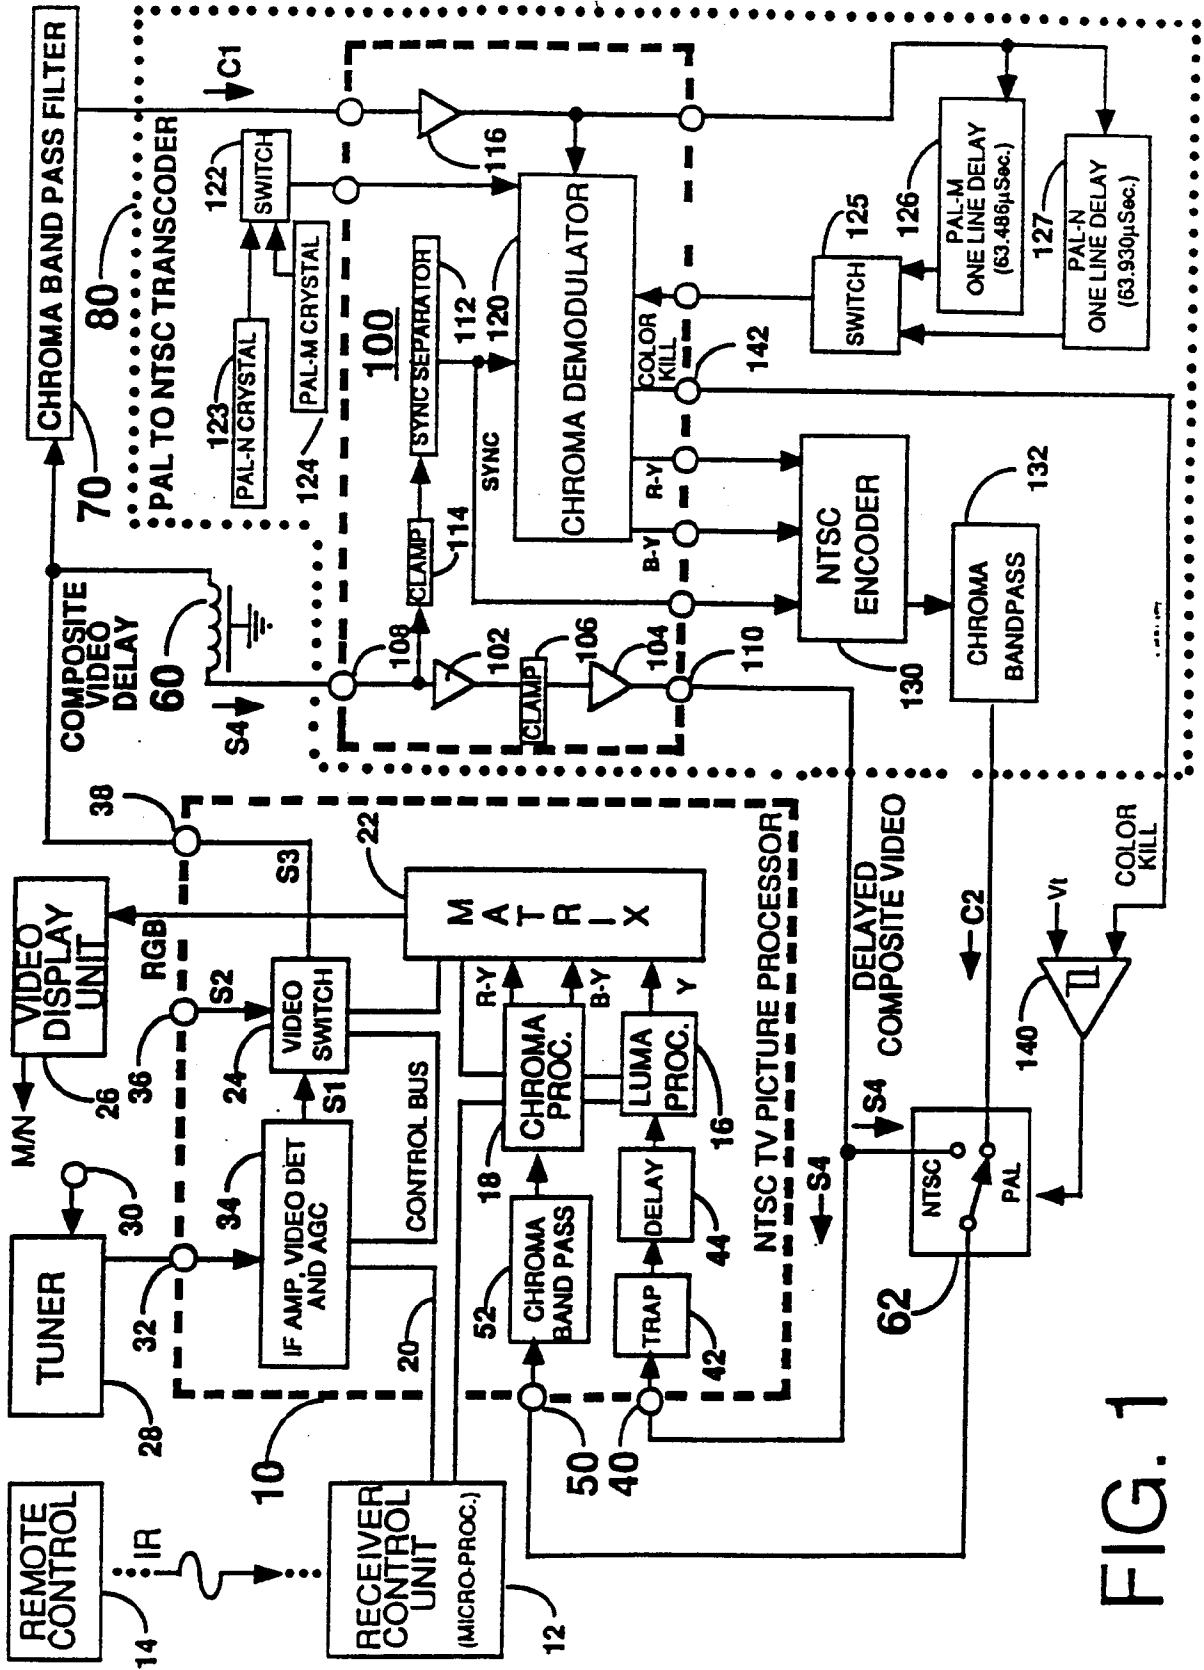 REMOTE
CONTROL
14
IR
RECEIVER
CONTROL
UNIT
(MICRO-PROC.)
12
TUNER
28
30
32
M/N
VIDEO
DISPLAY
UNIT
26
36
RGB
S2
38
10
34
IF AMP, VIDEO DET
AND AGC
S1
24
VIDEO
SWITCH
S3
20
CONTROL BUS
22
MATRIX
R-Y
B-Y
Y
50
52
CHROMA
BAND PASS
18
CHROMA
PROC.
40
TRAP
42
DELAY
44
LUMA
PROC.
16
NTSC TV PICTURE PROCESSOR
COMPOSITE
VIDEO
DELAY
60
S4
70
CHROMA BAND PASS FILTER
80
PAL TO NTSC TRANSCODER
C1
123
PAL-N CRYSTAL
124
PAL-M CRYSTAL
122
SWITCH
100
108
114
CLAMP
SYNC SEPARATOR
112
116
102
106
CLAMP
104
110
SYNC
120
CHROMA DEMODULATOR
B-Y
R-Y
COLOR
KILL
142
130
NTSC
ENCODER
125
SWITCH
126
PAL-M
ONE LINE DELAY
(63.486µSec.)
127
PAL-N
ONE LINE DELAY
(63.930µSec.)
132
CHROMA
BANDPASS
S4
DELAYED
COMPOSITE VIDEO
S4
62
NTSC
PAL
C2
140
Vt
COLOR
KILL
FIG. 1